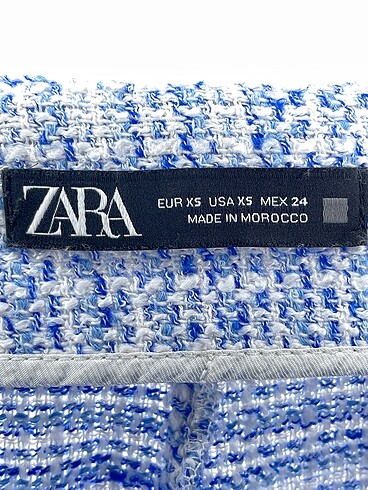 ZARA
EUR XS USA XS MEX 24
MADE IN MOROCCO